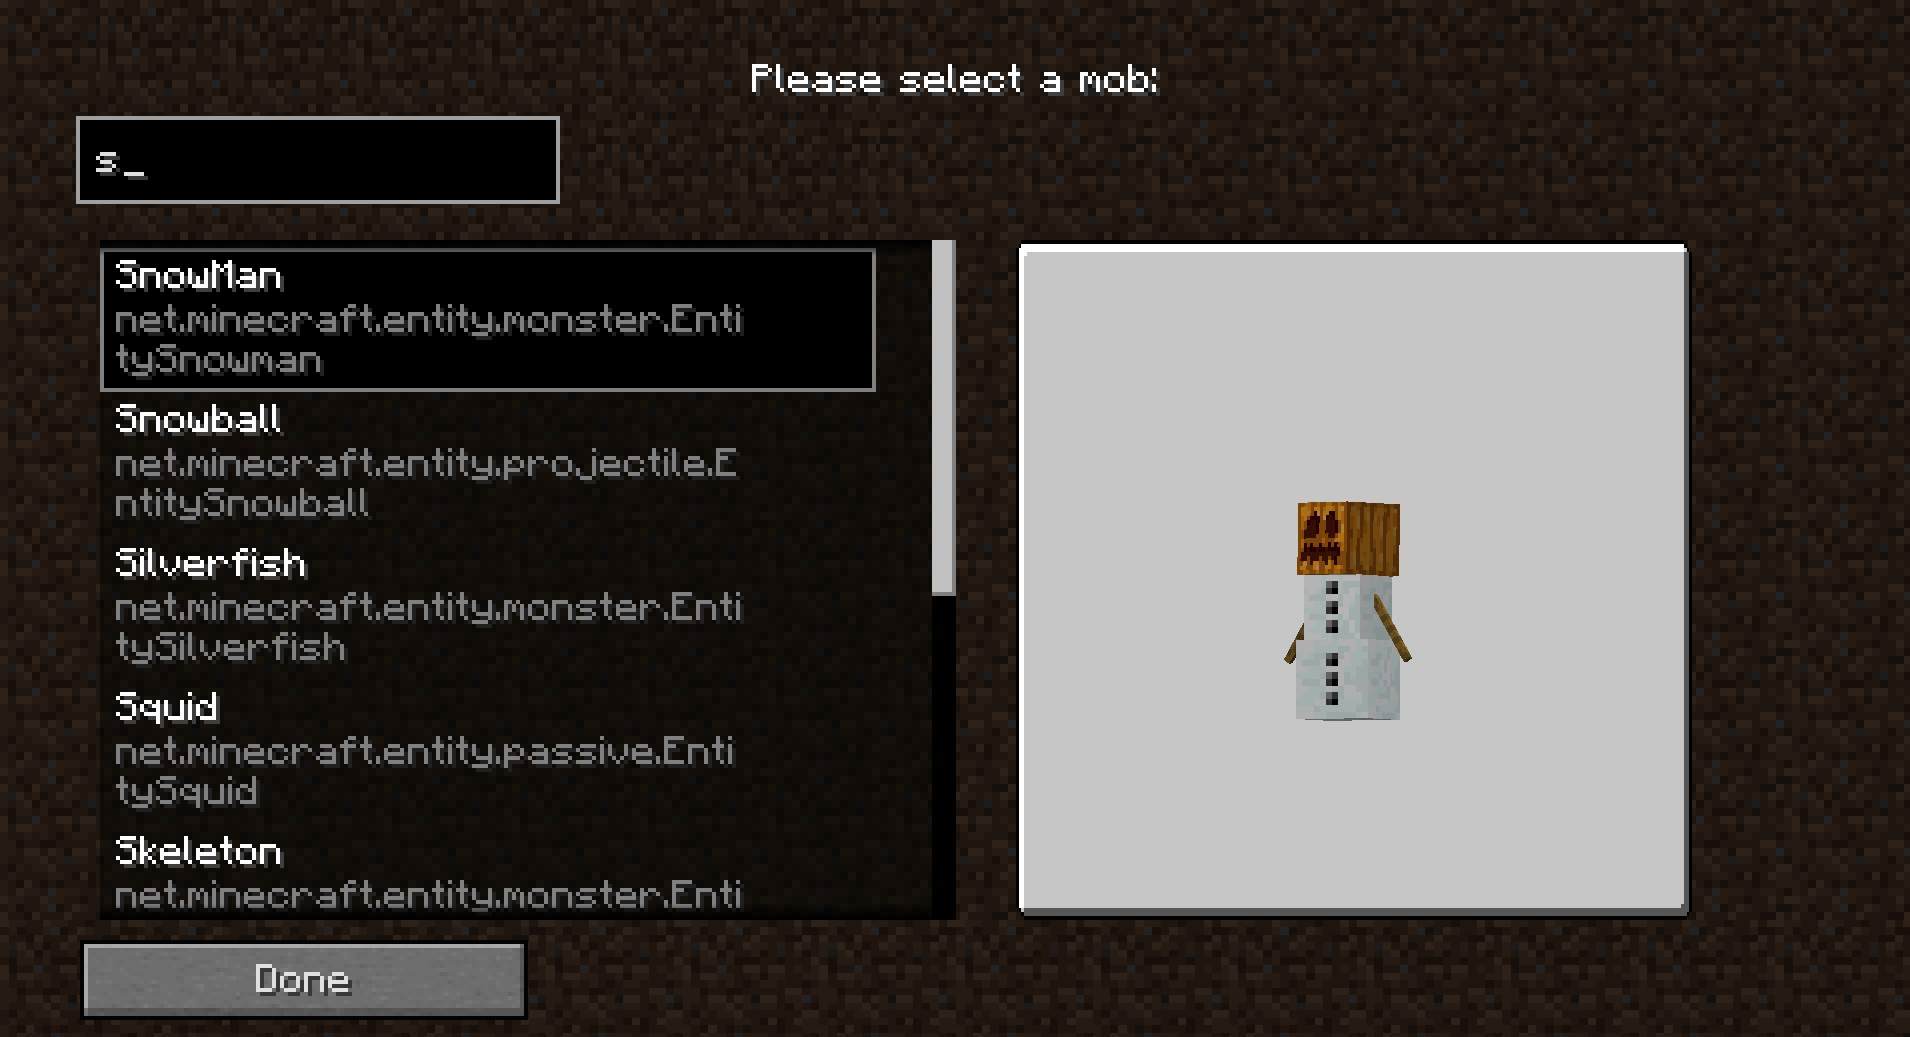 Please select a mob:
s_
SnowMan
net.minecraft.entity.monster.Enti
tySnowman
Snowball
net.minecraft.entity.projectile.E
ntitySnowball
Silverfish
net.minecraft.entity.monster.Enti
tySilverfish
Squid
net.minecraft.entity.passive.Enti
tySquid
Skeleton
net.minecraft.entity.monster.Enti
Done